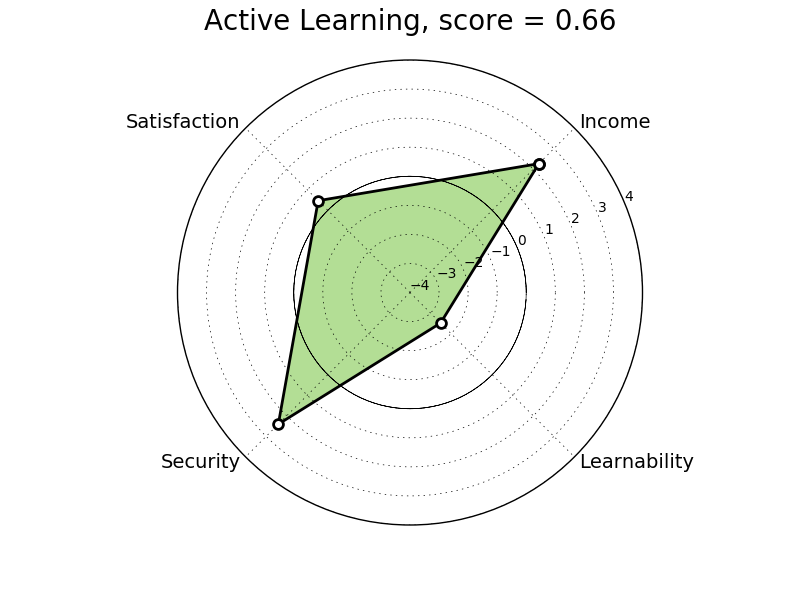 Active Learning, score = 0.66
Satisfaction
Income
4
3
2
1
0
−1
−2
−3
−4
Security
Learnability